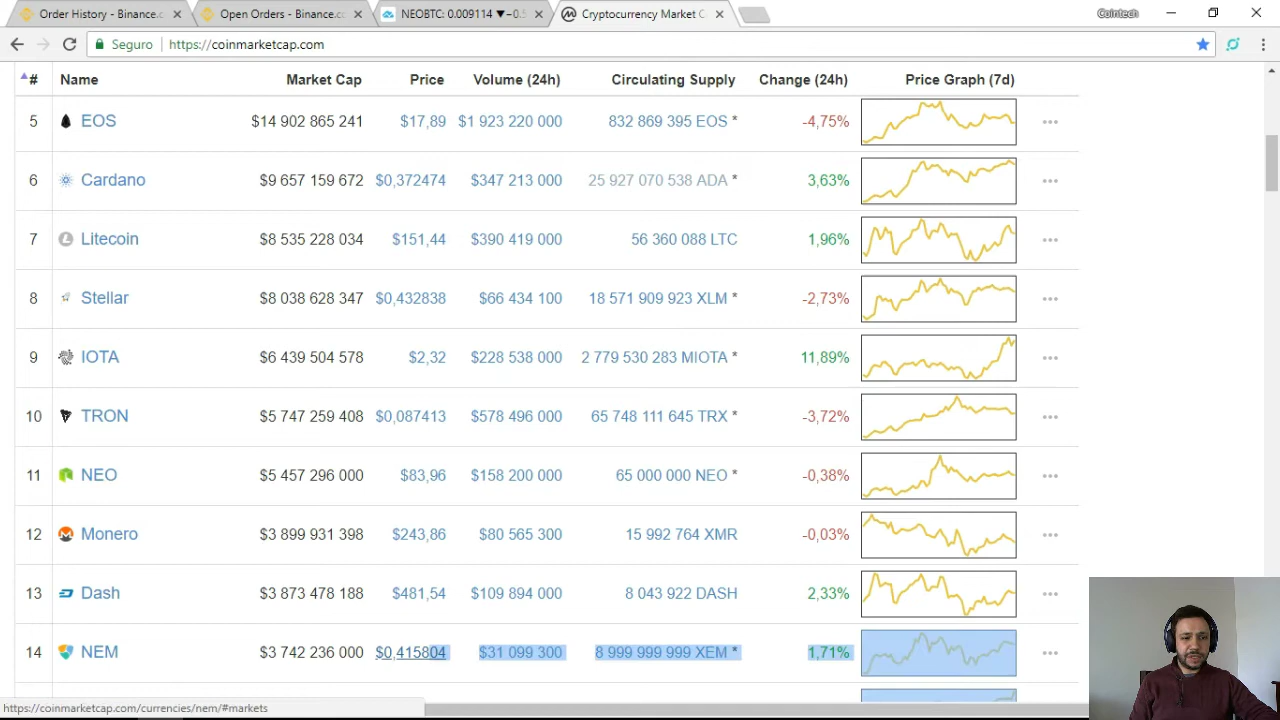 Order History - Binance.c
Open Orders - Binance.co
NEOBTC: 0.009114 ▼−0.5
Cryptocurrency Market C
Cointech
Seguro
https://coinmarketcap.com
# Name Market Cap Price Volume (24h) Circulating Supply Change (24h) Price Graph (7d)
5 EOS $14 902 865 241 $17,89 $1 923 220 000 832 869 395 EOS * -4,75%
6 Cardano $9 657 159 672 $0,372474 $347 213 000 25 927 070 538 ADA * 3,63%
7 Litecoin $8 535 228 034 $151,44 $390 419 000 56 360 088 LTC 1,96%
8 Stellar $8 038 628 347 $0,432838 $66 434 100 18 571 909 923 XLM * -2,73%
9 IOTA $6 439 504 578 $2,32 $228 538 000 2 779 530 283 MIOTA * 11,89%
10 TRON $5 747 259 408 $0,087413 $578 496 000 65 748 111 645 TRX * -3,72%
11 NEO $5 457 296 000 $83,96 $158 200 000 65 000 000 NEO * -0,38%
12 Monero $3 899 931 398 $243,86 $80 565 300 15 992 764 XMR -0,03%
13 Dash $3 873 478 188 $481,54 $109 894 000 8 043 922 DASH 2,33%
14 NEM $3 742 236 000 $0,415804 $31 099 300 8 999 999 999 XEM * 1,71%
https://coinmarketcap.com/currencies/nem/#markets